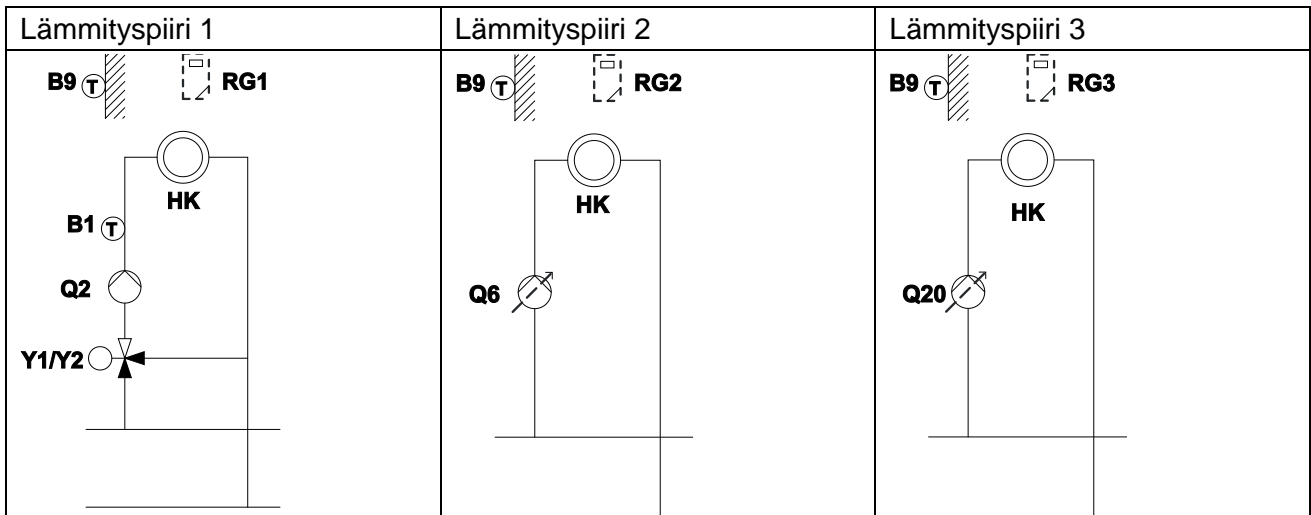 Lämmityspiiri 1
Lämmityspiiri 2
Lämmityspiiri 3
B9 T RG1
HK
B1 T
Q2
Y1/Y2
B9 T RG2
HK
Q6
B9 T RG3
HK
Q20